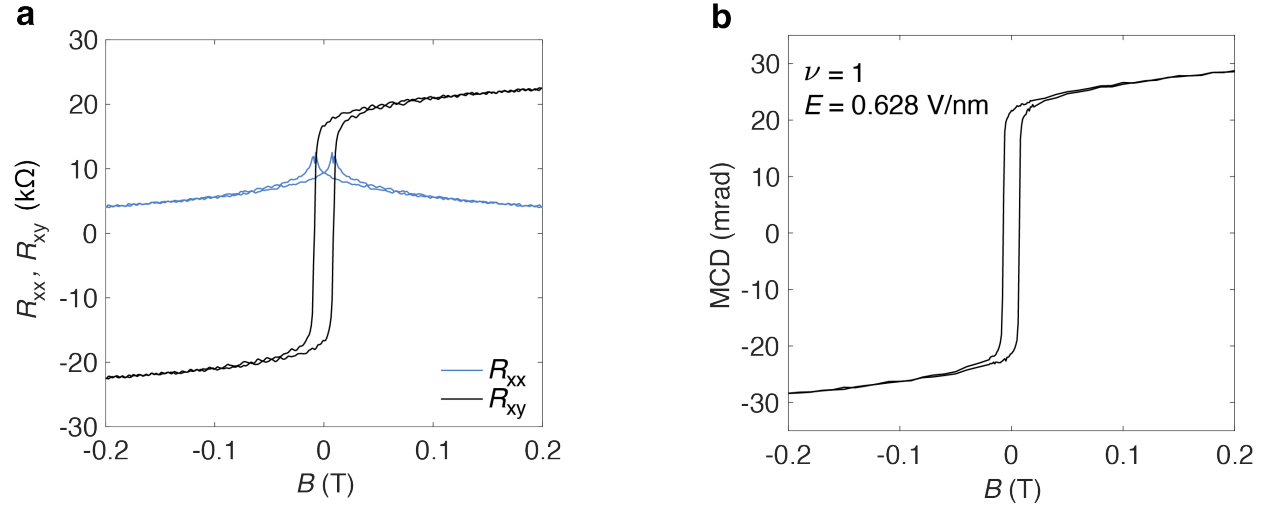 a
30
20
10
0
-10
-20
-30
-0.2 -0.1 0 0.1 0.2
B (T)
Rxx, Rxy (kΩ)
Rxx
Rxy
b
30
20
10
0
-10
-20
-30
-0.2 -0.1 0 0.1 0.2
B (T)
MCD (mrad)
ν = 1
E = 0.628 V/nm